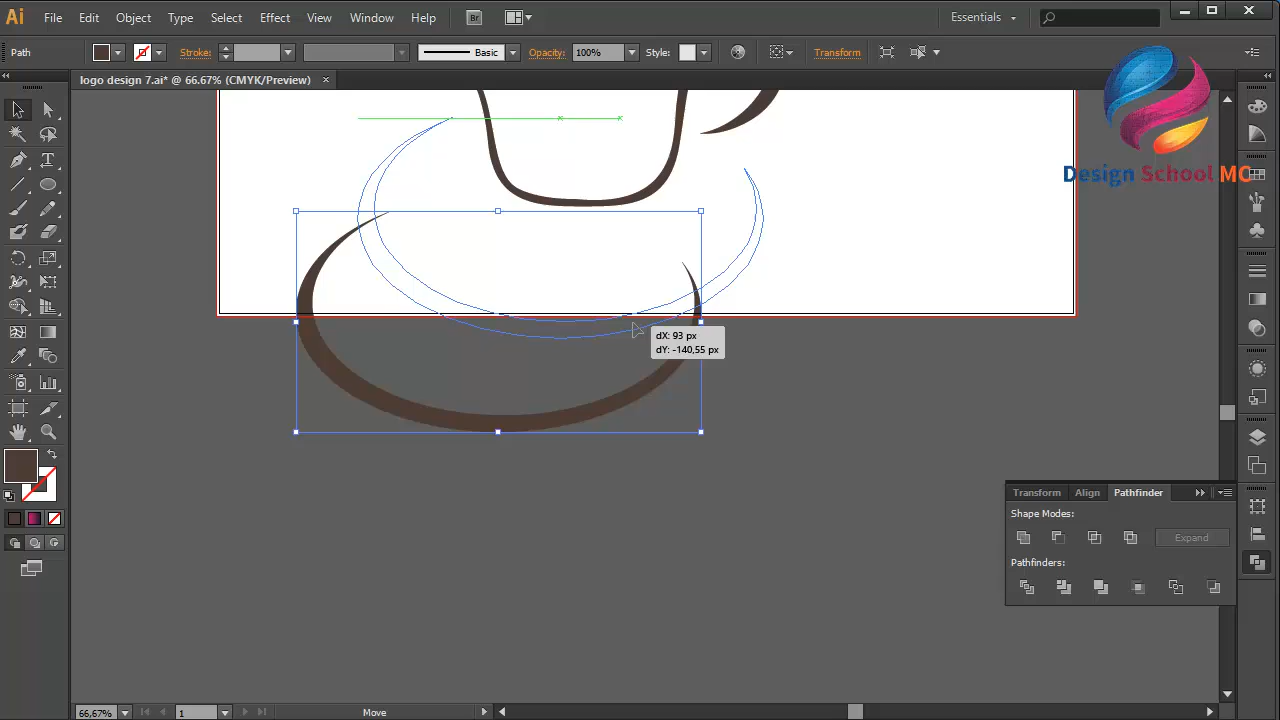 Ai File Edit Object Type Select Effect View Window Help Br Essentials
Path Stroke: Basic Opacity: 100% Style: Transform
logo design 7.ai* @ 66.67% (CMYK/Preview)
Design School MC
dX: 93 px
dY: -140,55 px
Transform Align Pathfinder
Shape Modes:
Expand
Pathfinders:
66,67% 1 Move